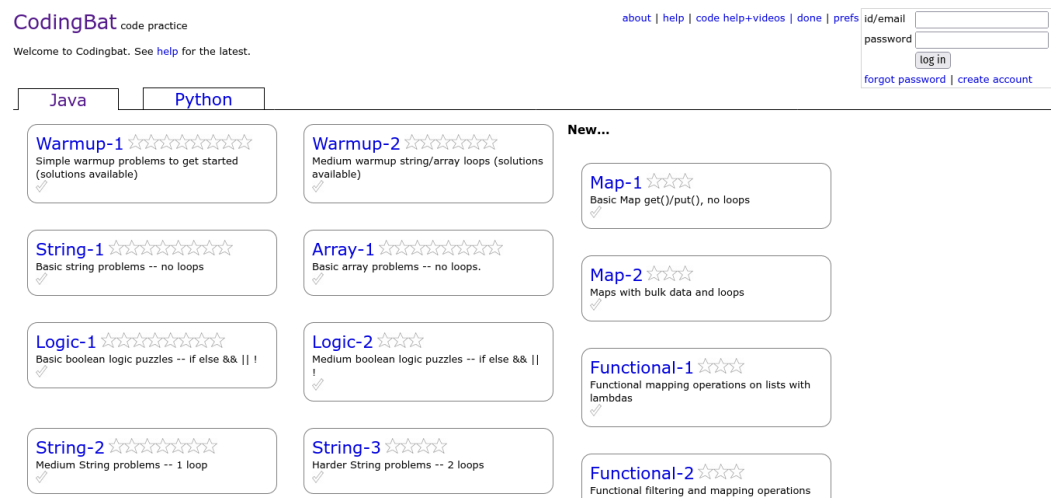 CodingBat code practice
about | help | code help+videos | done | prefs
id/email
password
log in
forgot password | create account
Welcome to Codingbat. See help for the latest.
Java
Python
Warmup-1
Simple warmup problems to get started
(solutions available)
Warmup-2
Medium warmup string/array loops (solutions
available)
String-1
Basic string problems -- no loops
Array-1
Basic array problems -- no loops.
Logic-1
Basic boolean logic puzzles -- if else && || !
Logic-2
Medium boolean logic puzzles -- if else && ||
!
String-2
Medium String problems -- 1 loop
String-3
Harder String problems -- 2 loops
New...
Map-1
Basic Map get()/put(), no loops
Map-2
Maps with bulk data and loops
Functional-1
Functional mapping operations on lists with
lambdas
Functional-2
Functional filtering and mapping operations